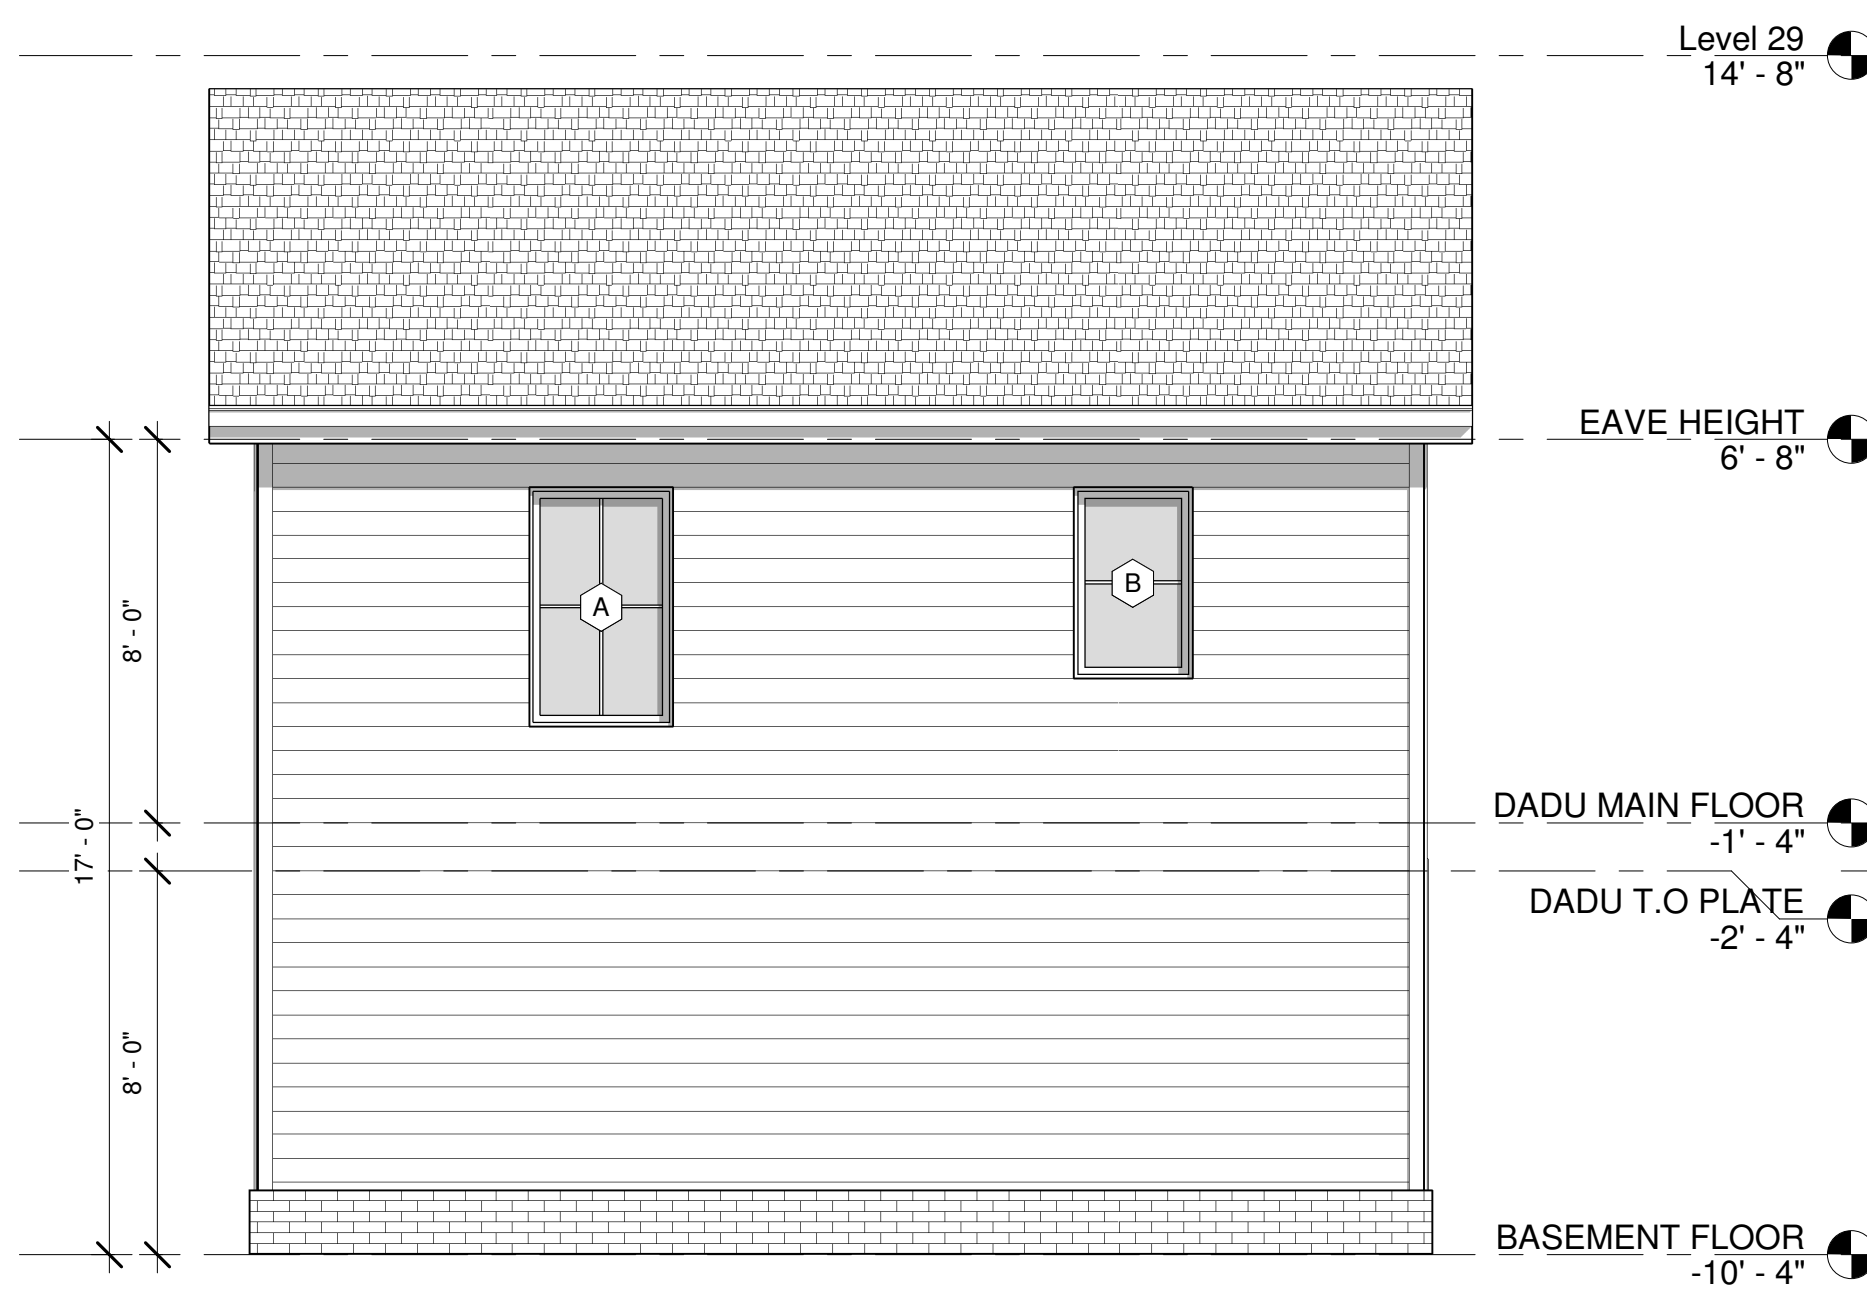 Level 29
14' - 8"
EAVE HEIGHT
6' - 8"
8' - 0"
A
B
DADU MAIN FLOOR
-1' - 4"
17' - 0"
DADU T.O PLATE
-2' - 4"
8' - 0"
BASEMENT FLOOR
-10' - 4"